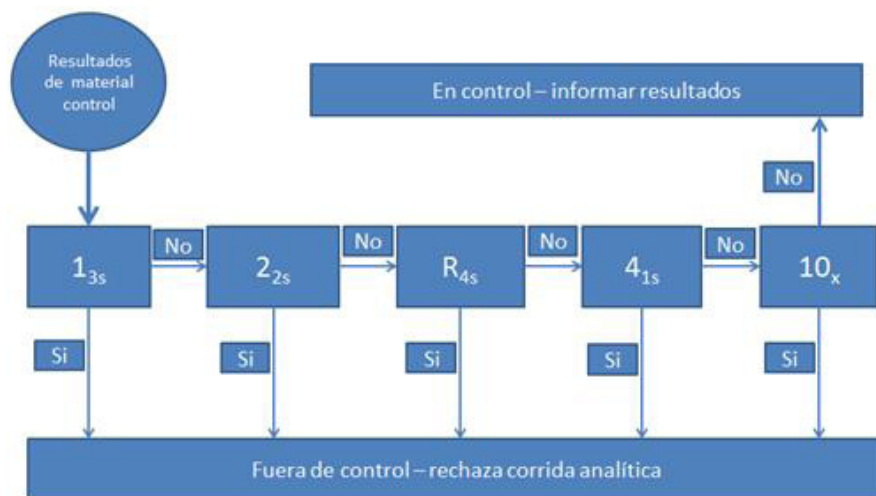 Resultados
de material
control
En control – informar resultados
No
1₃ₛ
No
2₂ₛ
No
R₄ₛ
No
4₁ₛ
No
10ₓ
Si
Si
Si
Si
Si
Fuera de control – rechaza corrida analítica